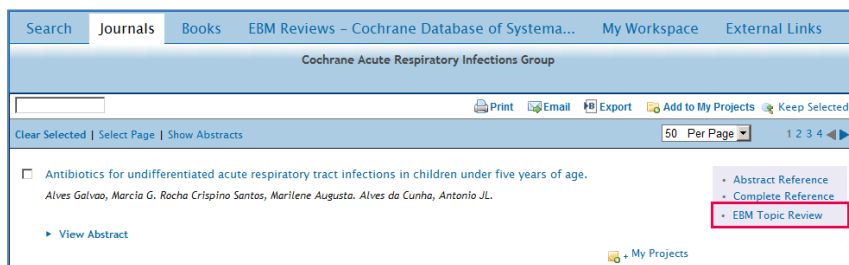 Search Journals Books EBM Reviews – Cochrane Database of Systema... My Workspace External Links
Cochrane Acute Respiratory Infections Group
Print Email Export Add to My Projects Keep Selected
Clear Selected | Select Page | Show Abstracts 50 Per Page 1 2 3 4
Antibiotics for undifferentiated acute respiratory tract infections in children under five years of age.
Alves Galvao, Marcia G. Rocha Crispino Santos, Marilene Augusta. Alves da Cunha, Antonio JL.
• Abstract Reference
• Complete Reference
• EBM Topic Review
View Abstract
+ My Projects